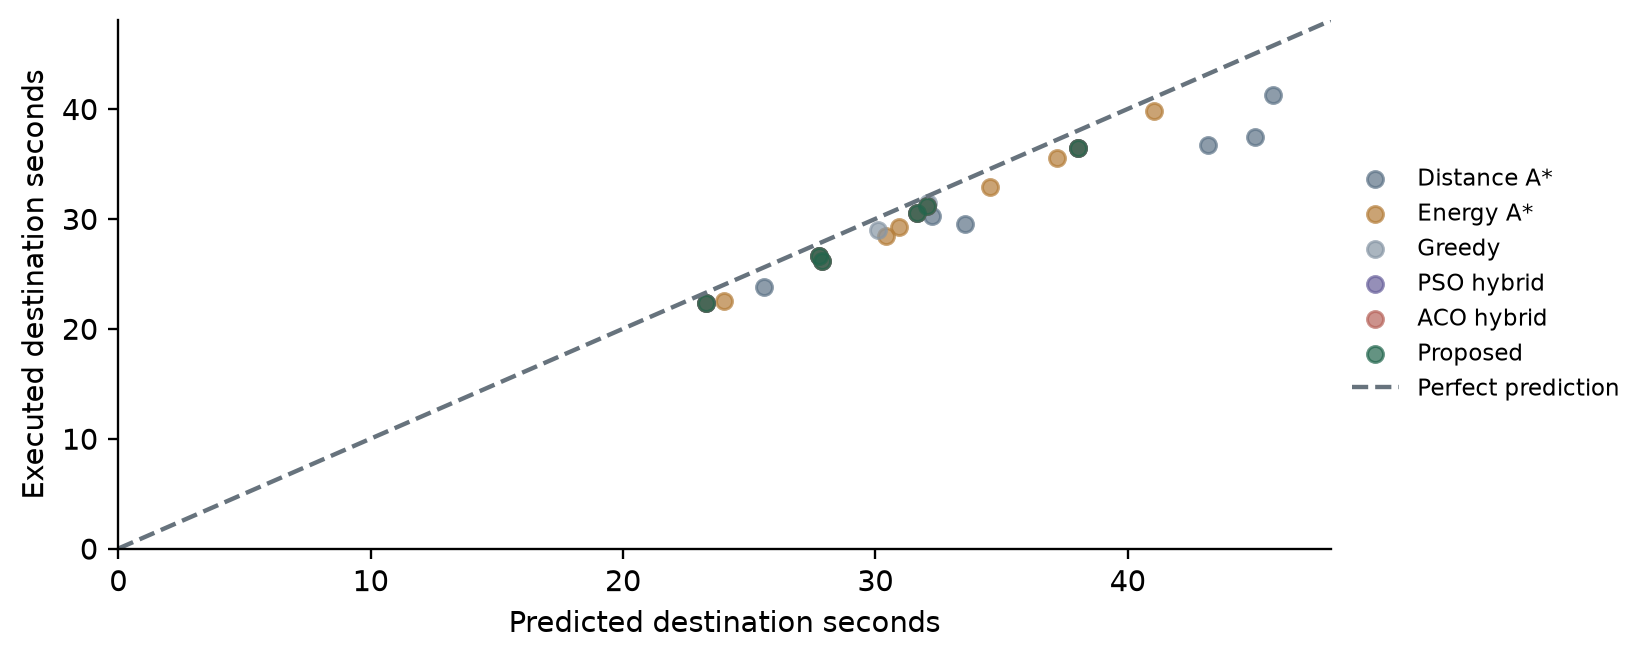 Executed destination seconds
40
30
20
10
0
0 10 20 30 40
Predicted destination seconds
Distance A*
Energy A*
Greedy
PSO hybrid
ACO hybrid
Proposed
Perfect prediction